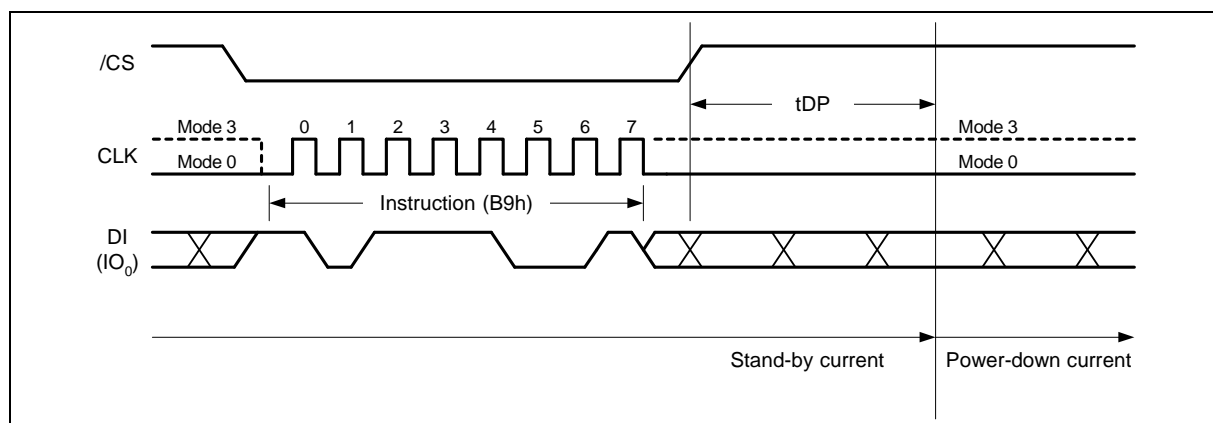 /CS
tDP
Mode 3
0 1 2 3 4 5 6 7
Mode 3
CLK
Mode 0
Mode 0
Instruction (B9h)
DI
(IO0)
Stand-by current
Power-down current